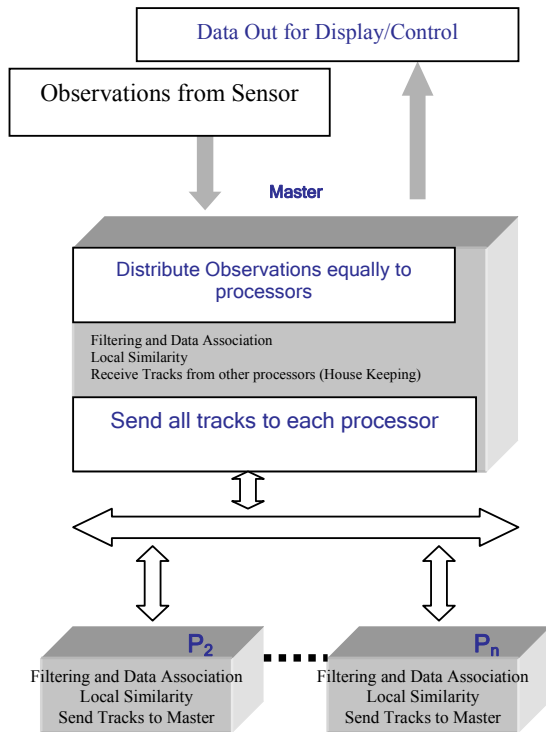 Data Out for Display/Control
Observations from Sensor
Master
Distribute Observations equally to
processors
Filtering and Data Association
Local Similarity
Receive Tracks from other processors (House Keeping)
Send all tracks to each processor
P2
Filtering and Data Association
Local Similarity
Send Tracks to Master
Pn
Filtering and Data Association
Local Similarity
Send Tracks to Master